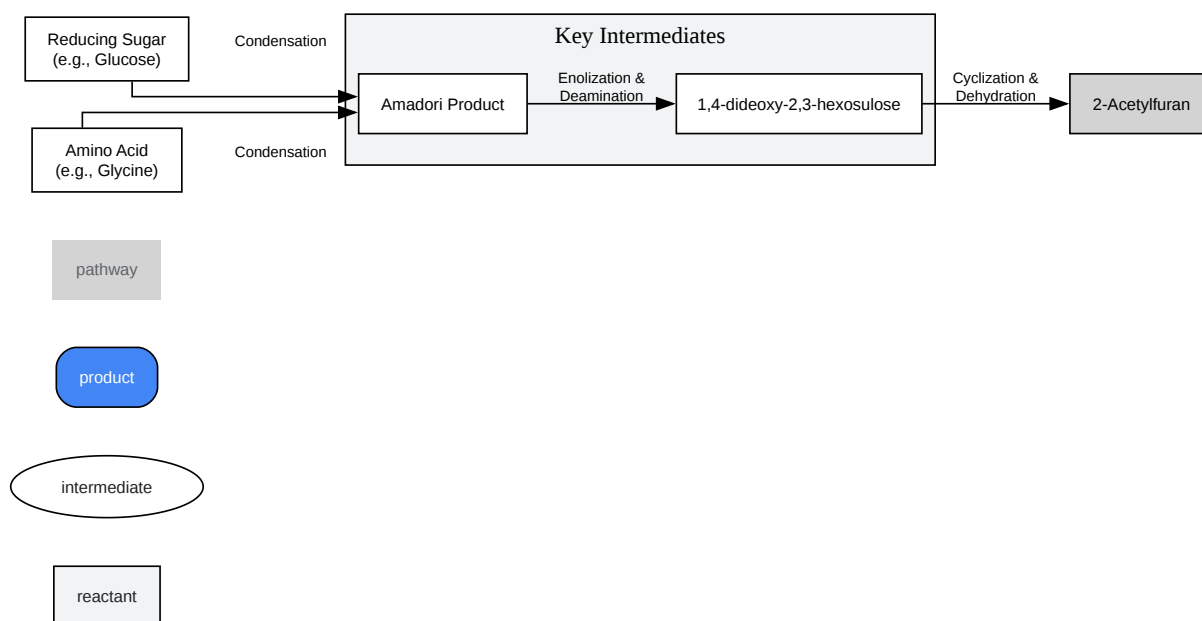 Reducing Sugar
(e.g., Glucose)
Condensation
Key Intermediates
Amadori Product
Enolization &
Deamination
1,4-dideoxy-2,3-hexosulose
Cyclization &
Dehydration
2-Acetylfuran
Amino Acid
(e.g., Glycine)
Condensation
pathway
product
intermediate
reactant